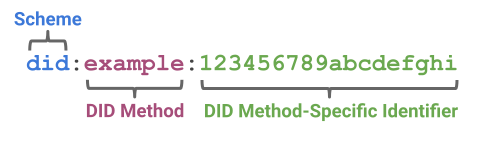 Scheme
did:example:123456789abcdefghi
DID Method DID Method-Specific Identifier